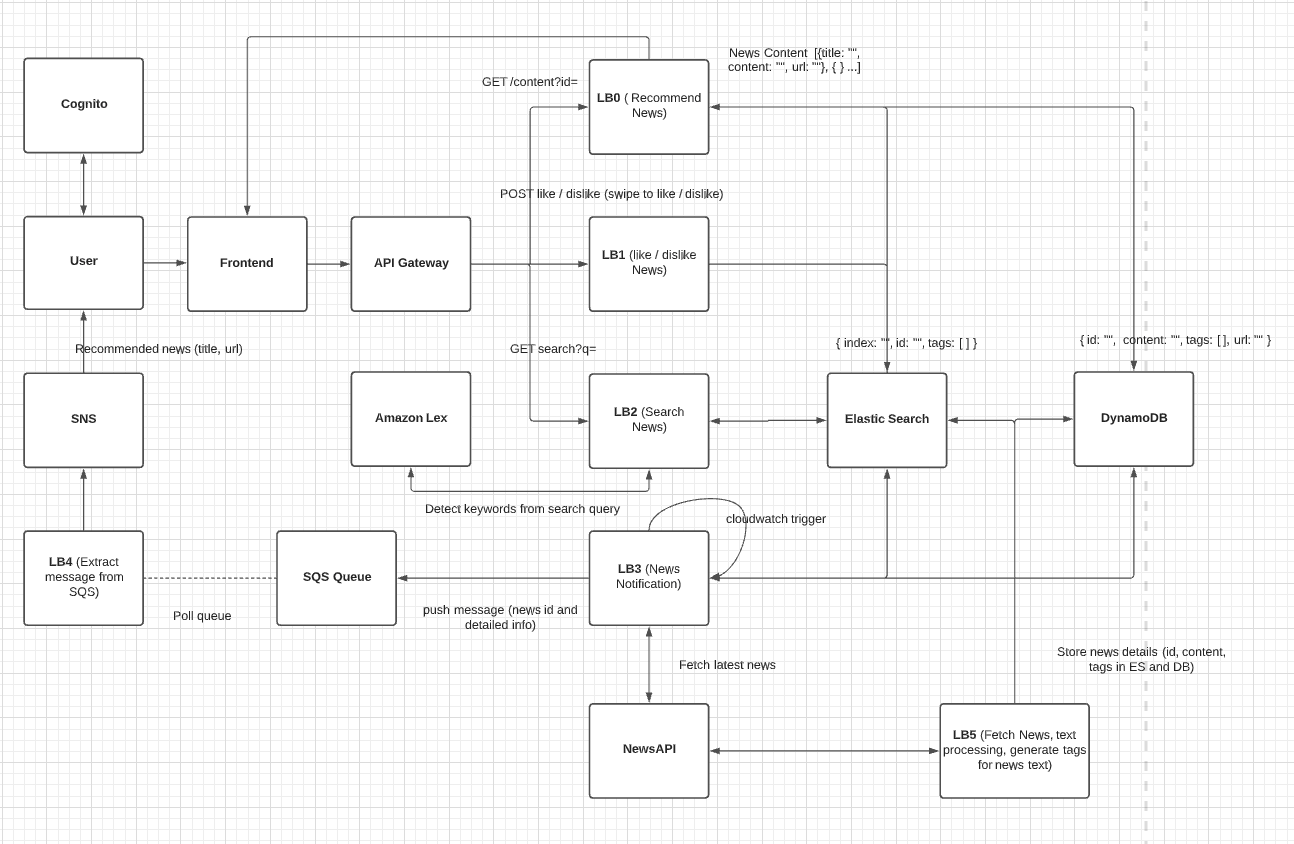 News Content [{title: "",
content: "", url: ""}, { } ...]
GET /content?id=
Cognito
LB0 ( Recommend
News)
POST like / dislike (swipe to like / dislike)
User
Frontend
API Gateway
LB1 (like / dislike
News)
Recommended news (title, url)
GET search?q=
{ index: "", id: "", tags: [ ] }
{ id: "", content: "", tags: [ ], url: "" }
SNS
Amazon Lex
LB2 (Search
News)
Elastic Search
DynamoDB
Detect keywords from search query
cloudwatch trigger
LB4 (Extract
message from
SQS)
SQS Queue
LB3 (News
Notification)
Poll queue
push message (news id and
detailed info)
Fetch latest news
Store news details (id, content,
tags in ES and DB)
NewsAPI
LB5 (Fetch News, text
processing, generate tags
for news text)